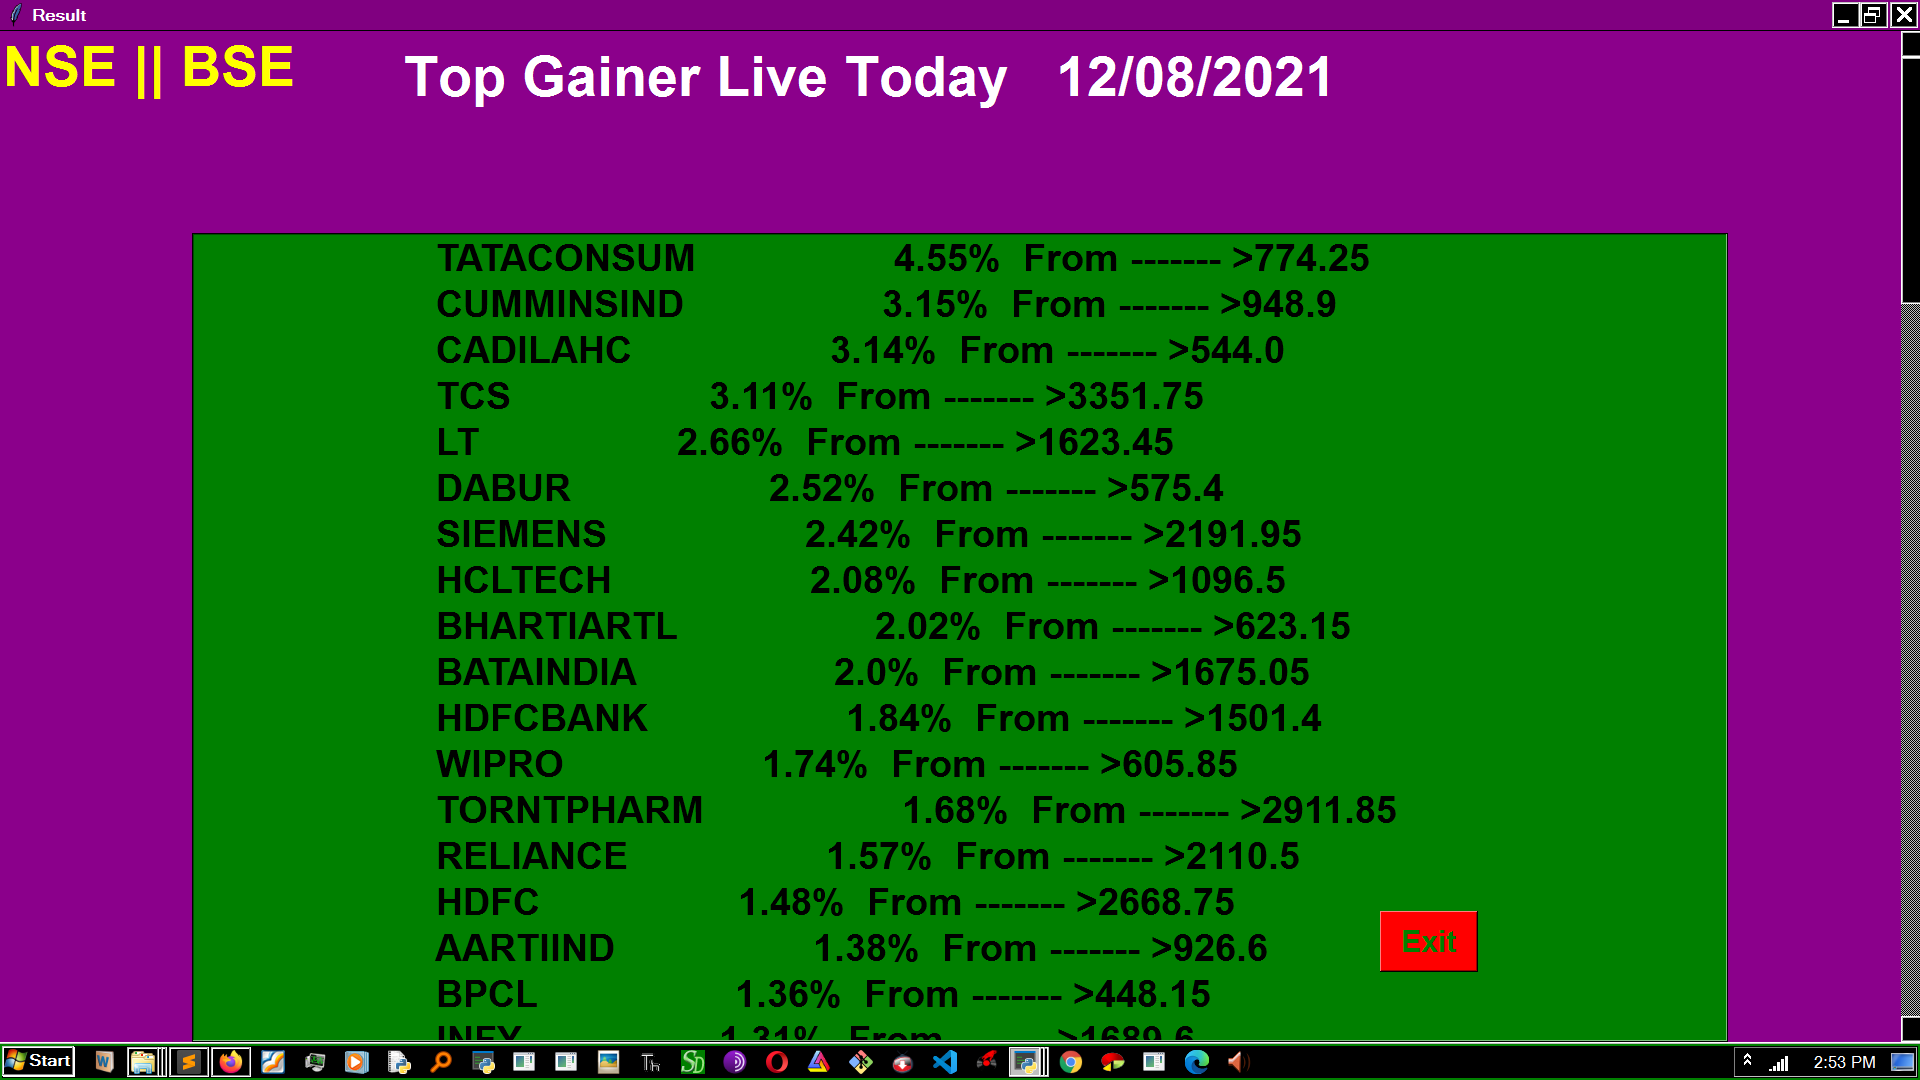 Result
NSE || BSE
Top Gainer Live Today 12/08/2021
TATACONSUM 4.55% From ------- >774.25
CUMMINSIND 3.15% From ------- >948.9
CADILAHC 3.14% From ------- >544.0
TCS 3.11% From ------- >3351.75
LT 2.66% From ------- >1623.45
DABUR 2.52% From ------- >575.4
SIEMENS 2.42% From ------- >2191.95
HCLTECH 2.08% From ------- >1096.5
BHARTIARTL 2.02% From ------- >623.15
BATAINDIA 2.0% From ------- >1675.05
HDFCBANK 1.84% From ------- >1501.4
WIPRO 1.74% From ------- >605.85
TORNTPHARM 1.68% From ------- >2911.85
RELIANCE 1.57% From ------- >2110.5
HDFC 1.48% From ------- >2668.75
AARTIIND 1.38% From ------- >926.6
Exit
BPCL 1.36% From ------- >448.15
INFY 1.31% From >1689.6
Start
2:53 PM